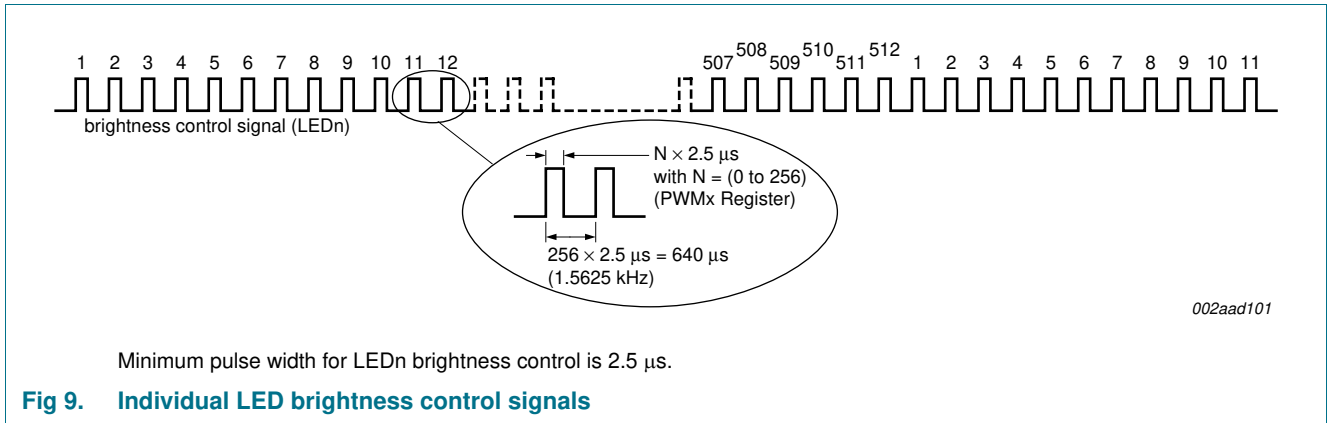 1 2 3 4 5 6 7 8 9 10 11 12 507 508 509 510 511 512 1 2 3 4 5 6 7 8 9 10 11
brightness control signal (LEDn)
N × 2.5 μs
with N = (0 to 256)
(PWMx Register)
256 × 2.5 μs = 640 μs
(1.5625 kHz)
002aad101
Minimum pulse width for LEDn brightness control is 2.5 μs.
Fig 9. Individual LED brightness control signals